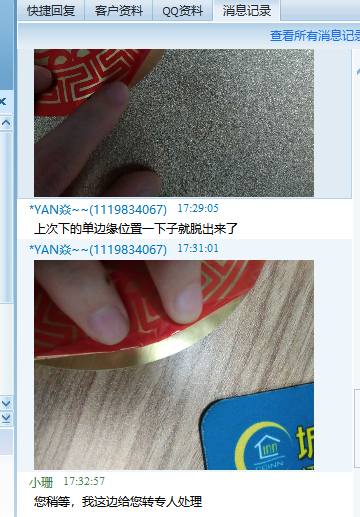 快捷回复 客户资料 QQ资料 消息记录
查看所有消息记录
*YAN焱~~(1119834067) 17:29:05
上次下的单边缘位置一下子就脱出来了
*YAN焱~~(1119834067) 17:31:01
inn
小珊 17:32:57
您稍等，我这边给您转专人处理